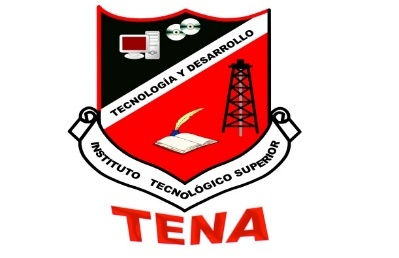 TECNOLOGÍA Y DESARROLLO
INSTITUTO TECNOLÓGICO SUPERIOR
TENA